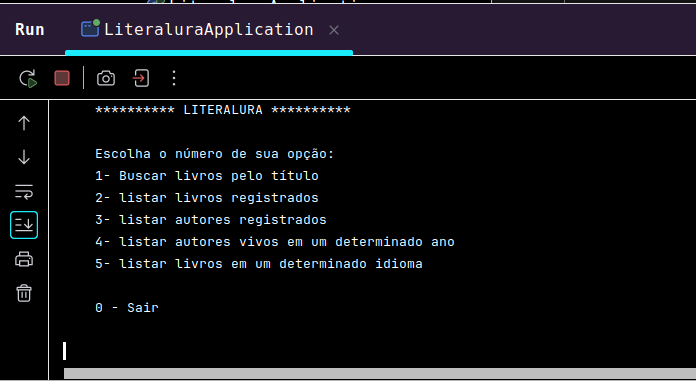 Run LiteraluraApplication
********** LITERALURA **********
Escolha o número de sua opção:
1- Buscar livros pelo título
2- listar livros registrados
3- listar autores registrados
4- listar autores vivos em um determinado ano
5- listar livros em um determinado idioma
0 - Sair